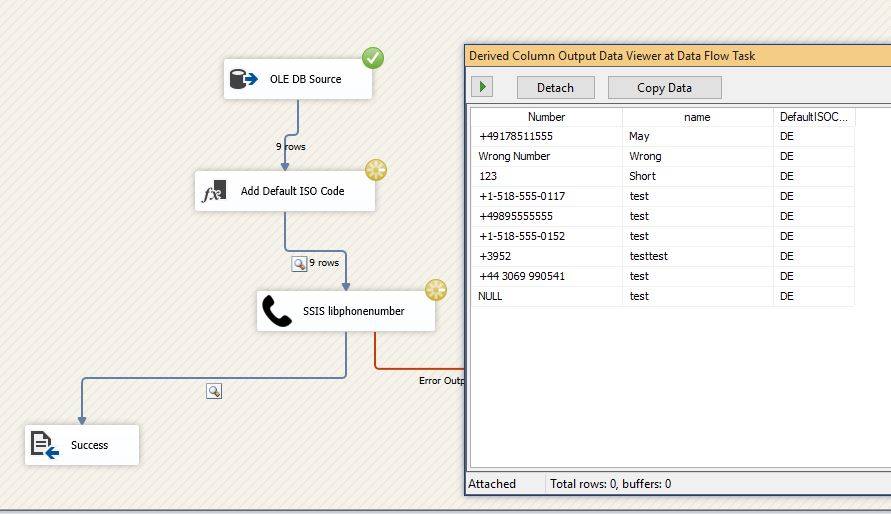 OLE DB Source
9 rows
fx
Add Default ISO Code
9 rows
SSIS libphonenumber
Error Outp
Success
Derived Column Output Data Viewer at Data Flow Task
Detach Copy Data
Number name DefaultISOC...
+49178511555 May DE
Wrong Number Wrong DE
123 Short DE
+1-518-555-0117 test DE
+49895555555 test DE
+1-518-555-0152 test DE
+3952 testtest DE
+44 3069 990541 test DE
NULL test DE
Attached Total rows: 0, buffers: 0